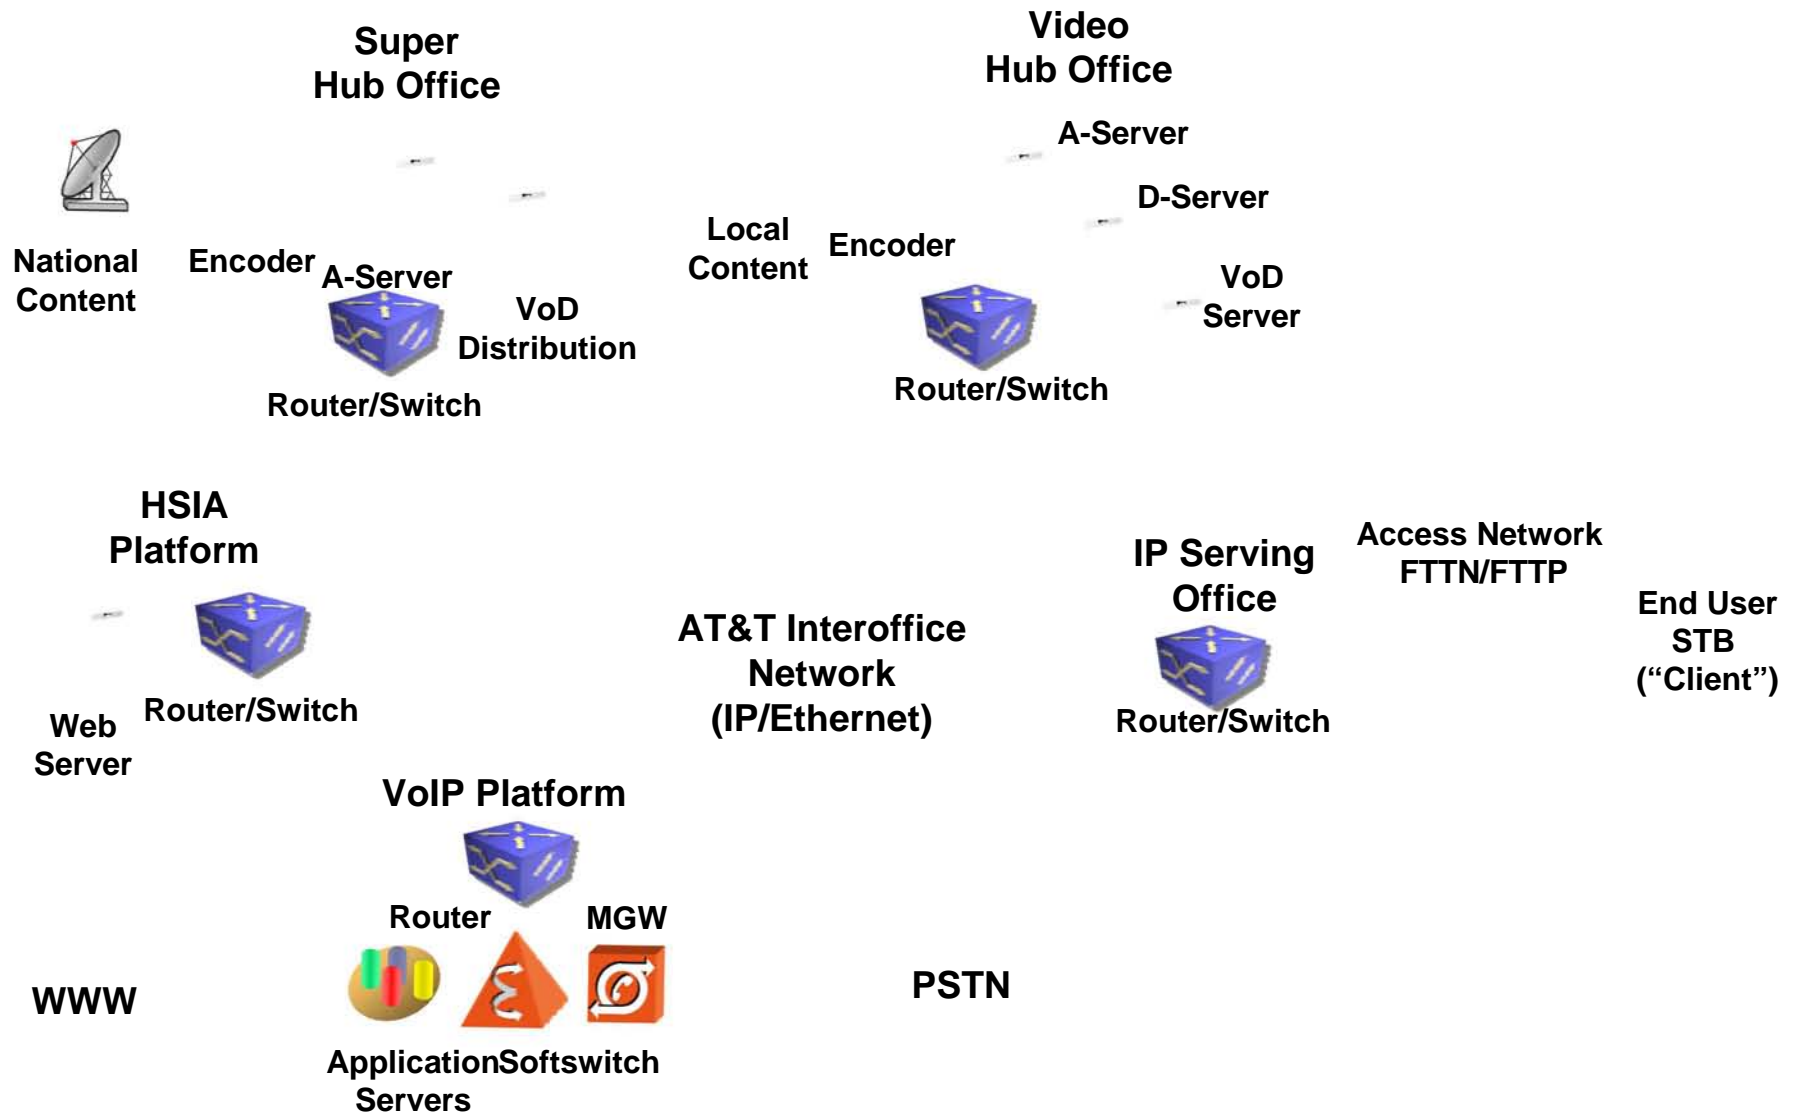 Super
Hub Office
Video
Hub Office
A-Server
D-Server
Local
Content
Encoder
VoD
Server
National
Content
Encoder
A-Server
VoD
Distribution
Router/Switch
Router/Switch
HSIA
Platform
Access Network
FTTN/FTTP
IP Serving
Office
End User
STB
(“Client”)
AT&T Interoffice
Network
(IP/Ethernet)
Router/Switch
Router/Switch
Web
Server
VoIP Platform
Router
MGW
WWW
PSTN
Application
Servers
Softswitch